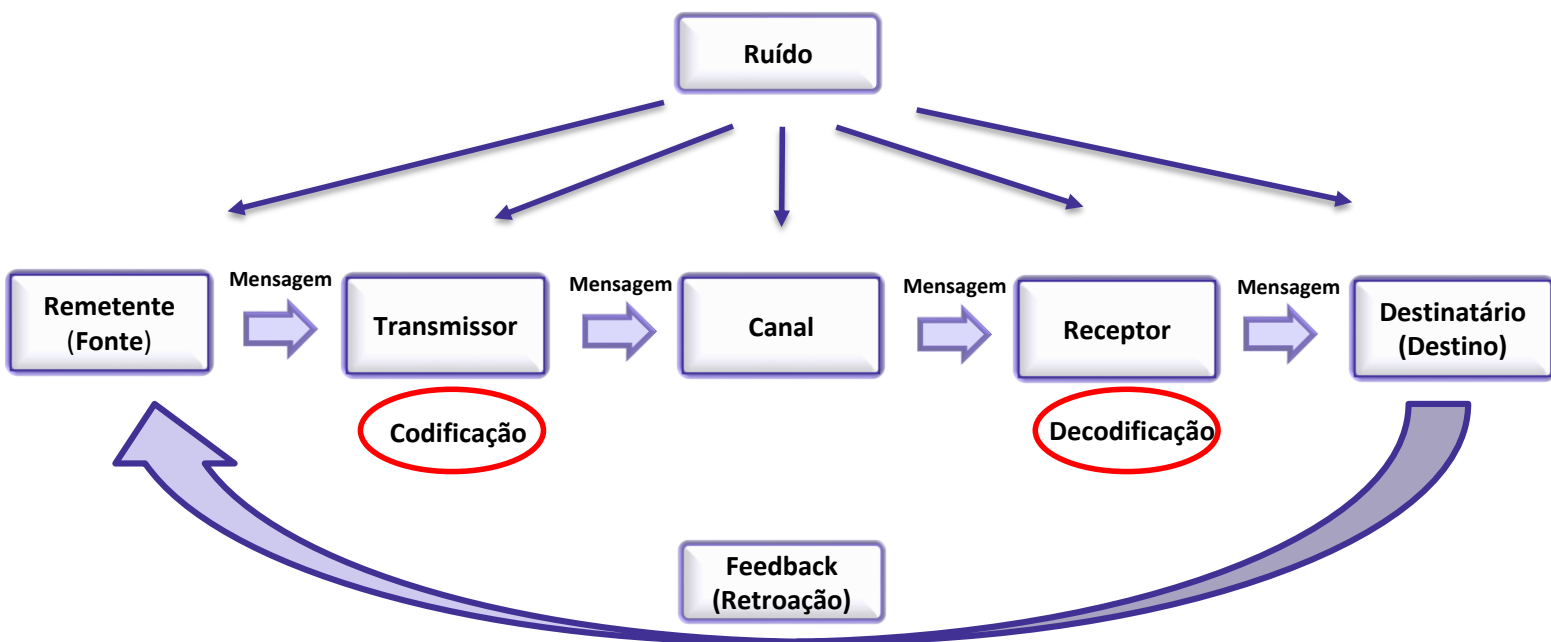 Ruído
Mensagem
Mensagem
Mensagem
Mensagem
Remetente
(Fonte)
Transmissor
Canal
Receptor
Destinatário
(Destino)
Codificação
Decodificação
Feedback
(Retroação)